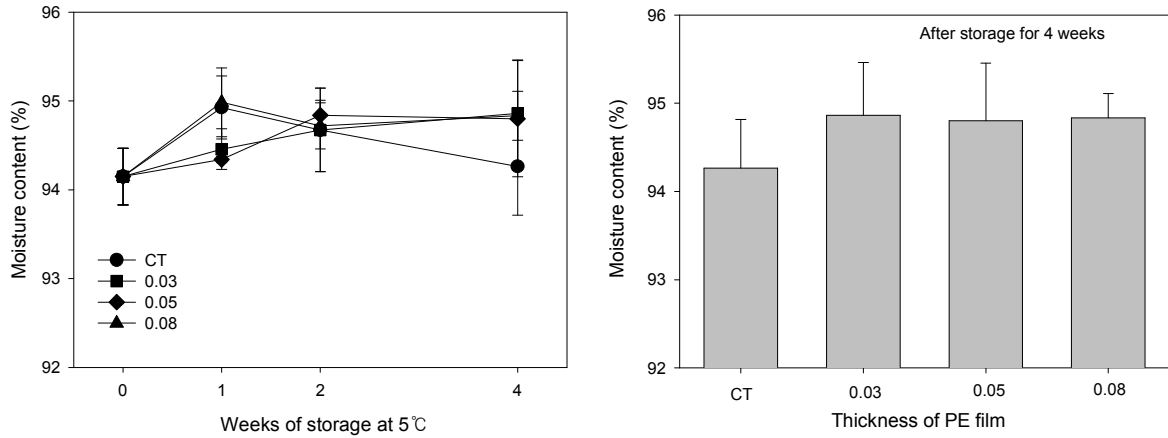 96
95
94
93
92
Moisture content (%)
CT
0.03
0.05
0.08
0
1
2
4
Weeks of storage at 5℃
96
95
94
93
92
Moisture content (%)
After storage for 4 weeks
CT
0.03
0.05
0.08
Thickness of PE film